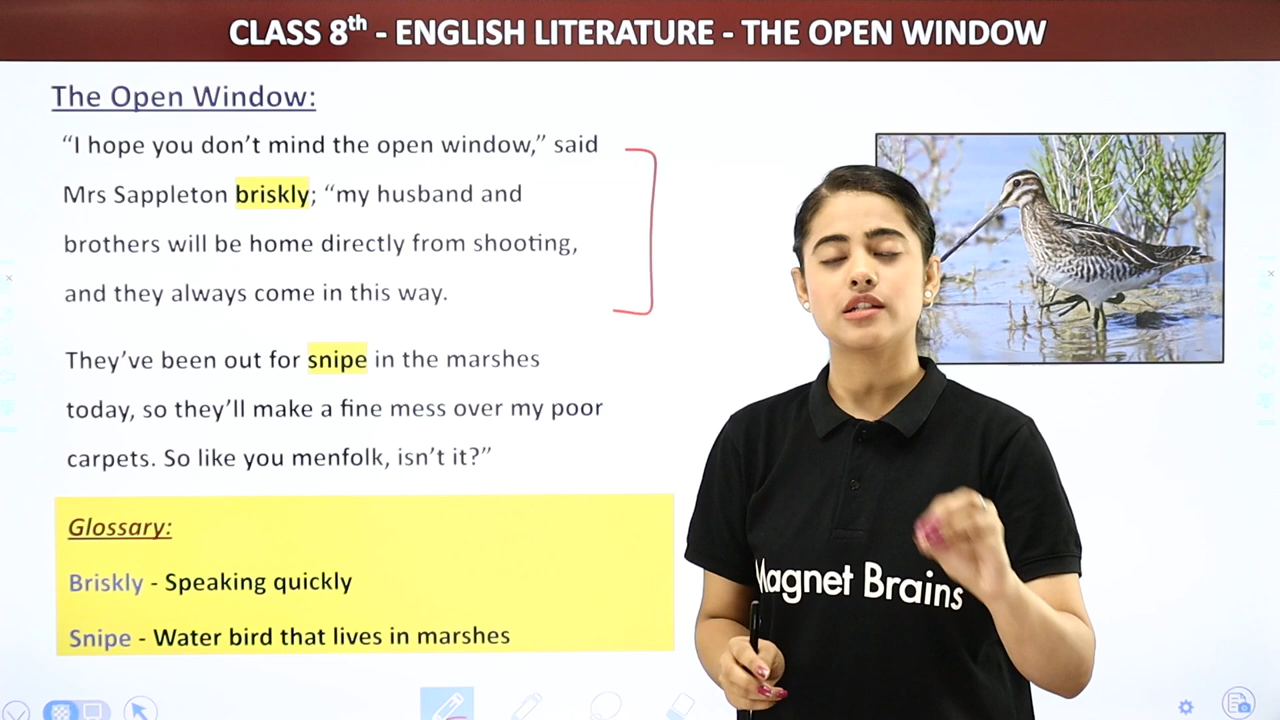 CLASS 8th - ENGLISH LITERATURE - THE OPEN WINDOW
The Open Window:
“I hope you don’t mind the open window,” said
Mrs Sappleton briskly; “my husband and
brothers will be home directly from shooting,
and they always come in this way.
They’ve been out for snipe in the marshes
today, so they’ll make a fine mess over my poor
carpets. So like you menfolk, isn’t it?”
Glossary:
Briskly - Speaking quickly
Snipe - Water bird that lives in marshes
Magnet Brains